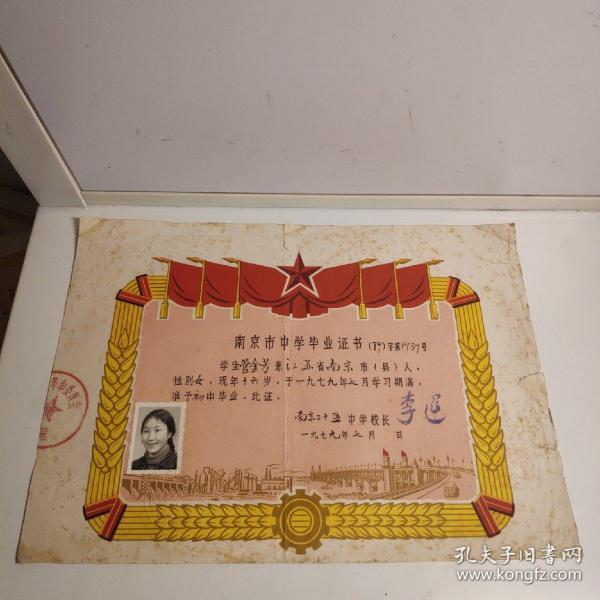 南京市中学毕业证书 (79)字第1437号
学生管金芳系江苏省南京市(县)人,
性别女,现年十六岁,于一九七九年七月学习期满,
准予初中毕业。此证。
南京二十五中学校长
一九七九年七月 日
孔夫子旧书网
www.kongfz.com